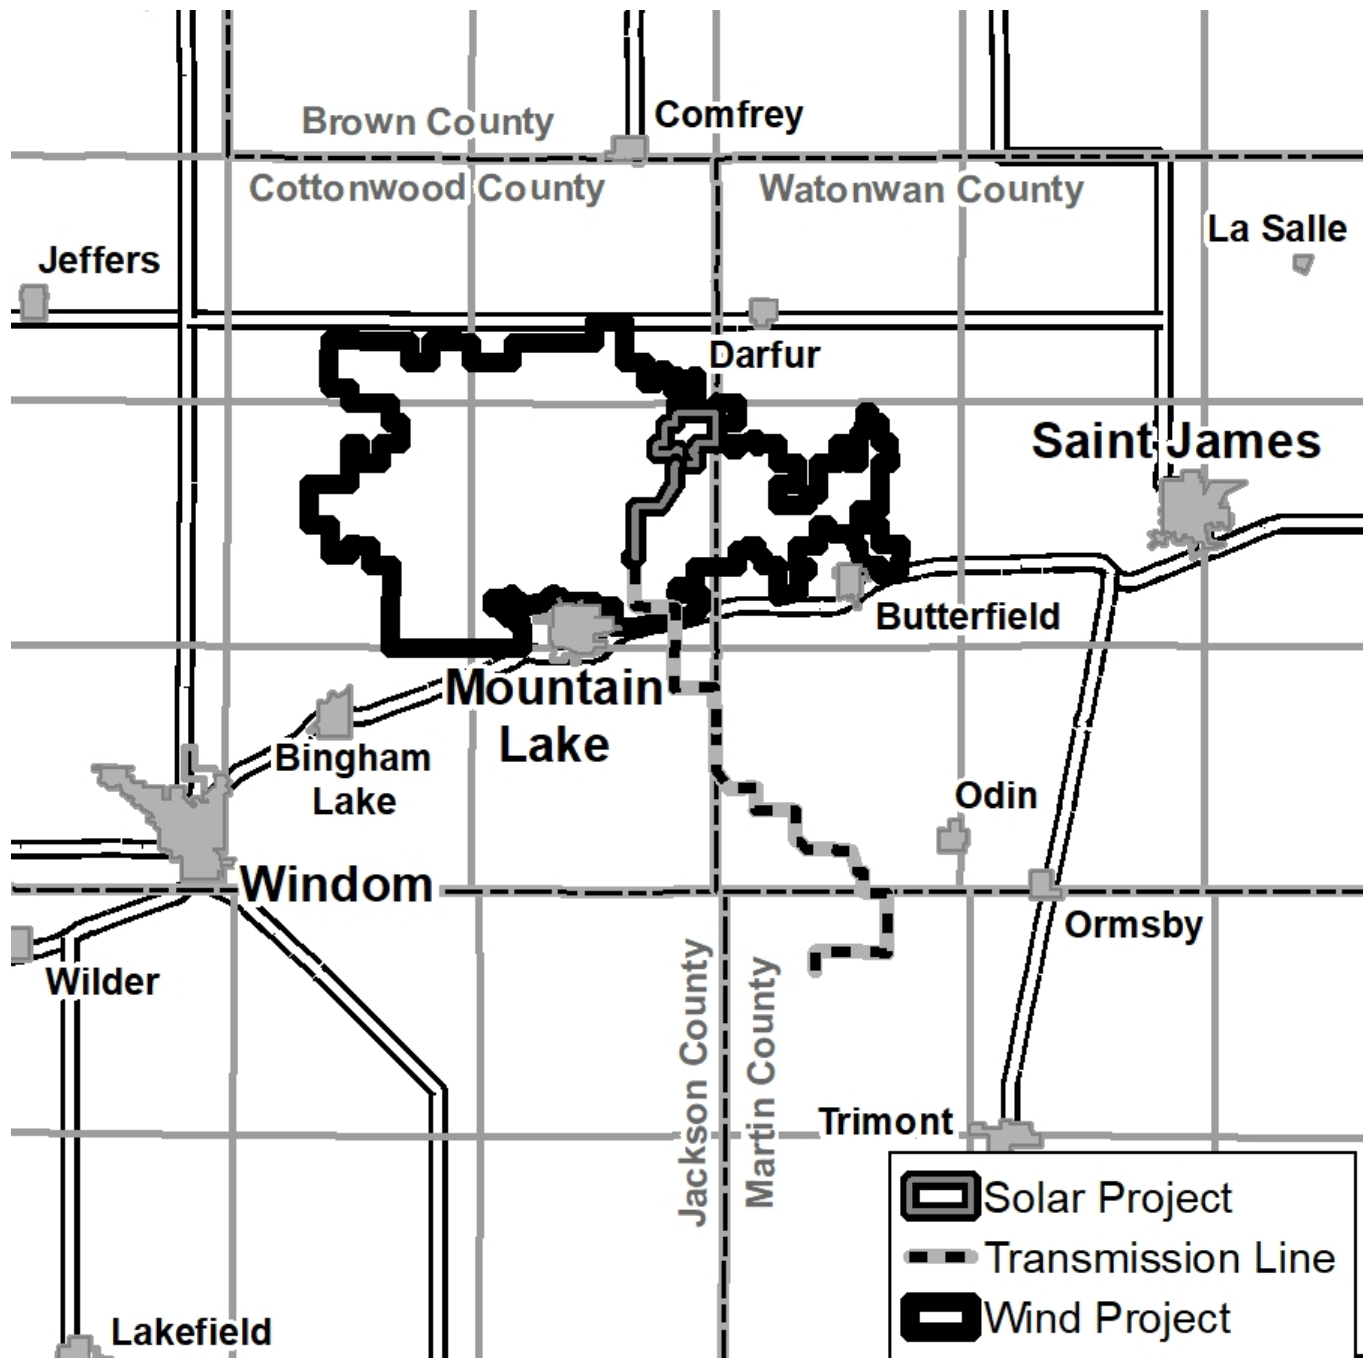 Comfrey
Brown County
Cottonwood County
Watonwan County
La Salle
Jeffers
Darfur
Saint James
Butterfield
Mountain
Lake
Bingham
Lake
Odin
Windom
Ormsby
Wilder
Jackson County
Martin County
Trimont
Solar Project
Transmission Line
Wind Project
Lakefield